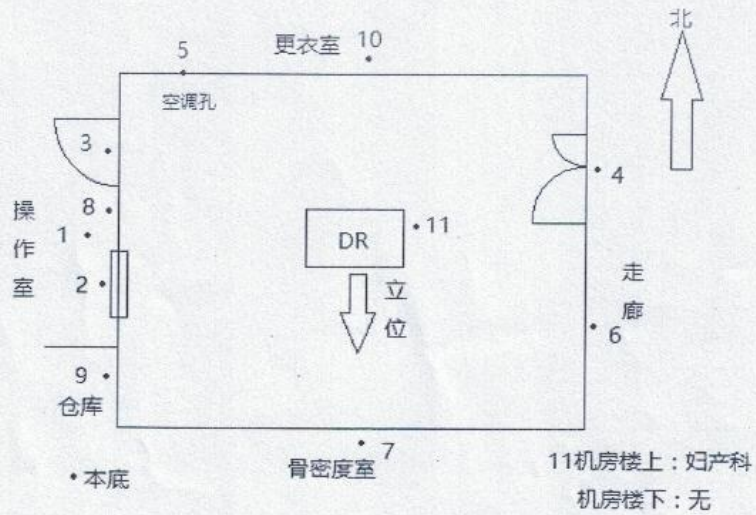 北
5
更衣室
10
空调孔
3
4
8
操作室
1
DR
11
2
立位
走廊
6
9
仓库
7
骨密度室
11机房楼上：妇产科
本底
机房楼下：无